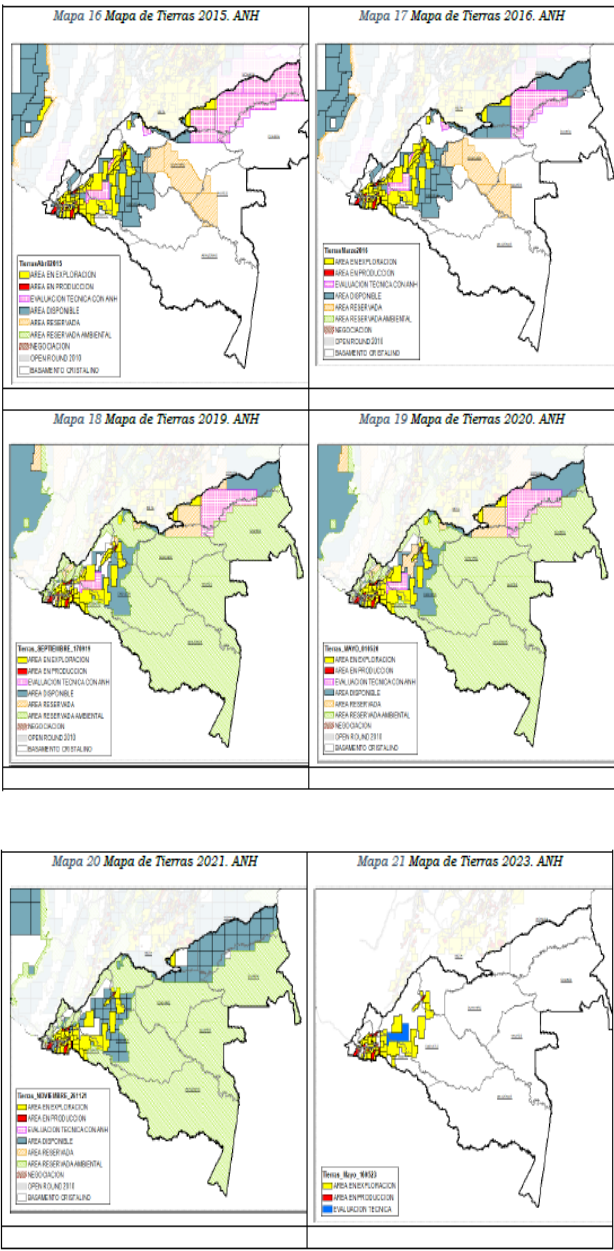 Mapa 16 Mapa de Tierras 2015. ANH
Mapa 17 Mapa de Tierras 2016. ANH
TierrasAbril2015
AREA EN EXPLORACION
AREA EN PRODUCCION
EVALUACION TECNICA CON ANH
AREA DISPONIBLE
AREA RESERVADA
AREA RESERVADA AMBIENTAL
NEGOCIACION
OPEN ROUND 2010
BASAMENTO CRISTALINO
TierrasMarzo2016
AREA EN EXPLORACION
AREA EN PRODUCCION
EVALUACION TECNICA CON ANH
AREA DISPONIBLE
AREA RESERVADA
AREA RESERVADA AMBIENTAL
NEGOCIACION
OPEN ROUND 2010
BASAMENTO CRISTALINO
Mapa 18 Mapa de Tierras 2019. ANH
Mapa 19 Mapa de Tierras 2020. ANH
Tierras_SEPTIEMBRE_170919
AREA EN EXPLORACION
AREA EN PRODUCCION
EVALUACION TECNICA CON ANH
AREA DISPONIBLE
AREA RESERVADA
AREA RESERVADA AMBIENTAL
NEGOCIACION
OPEN ROUND 2010
BASAMENTO CRISTALINO
Tierras_MAYO_010520
AREA EN EXPLORACION
AREA EN PRODUCCION
EVALUACION TECNICA CON ANH
AREA DISPONIBLE
AREA RESERVADA
AREA RESERVADA AMBIENTAL
NEGOCIACION
OPEN ROUND 2010
BASAMENTO CRISTALINO
Mapa 20 Mapa de Tierras 2021. ANH
Mapa 21 Mapa de Tierras 2023. ANH
Tierras_NOVIEMBRE_261121
AREA EN EXPLORACION
AREA EN PRODUCCION
EVALUACION TECNICA CON ANH
AREA DISPONIBLE
AREA RESERVADA
AREA RESERVADA AMBIENTAL
NEGOCIACION
OPEN ROUND 2010
BASAMENTO CRISTALINO
Tierras_Mayo_160523
AREA EN EXPLORACION
AREA EN PRODUCCION
EVALUACION TECNICA